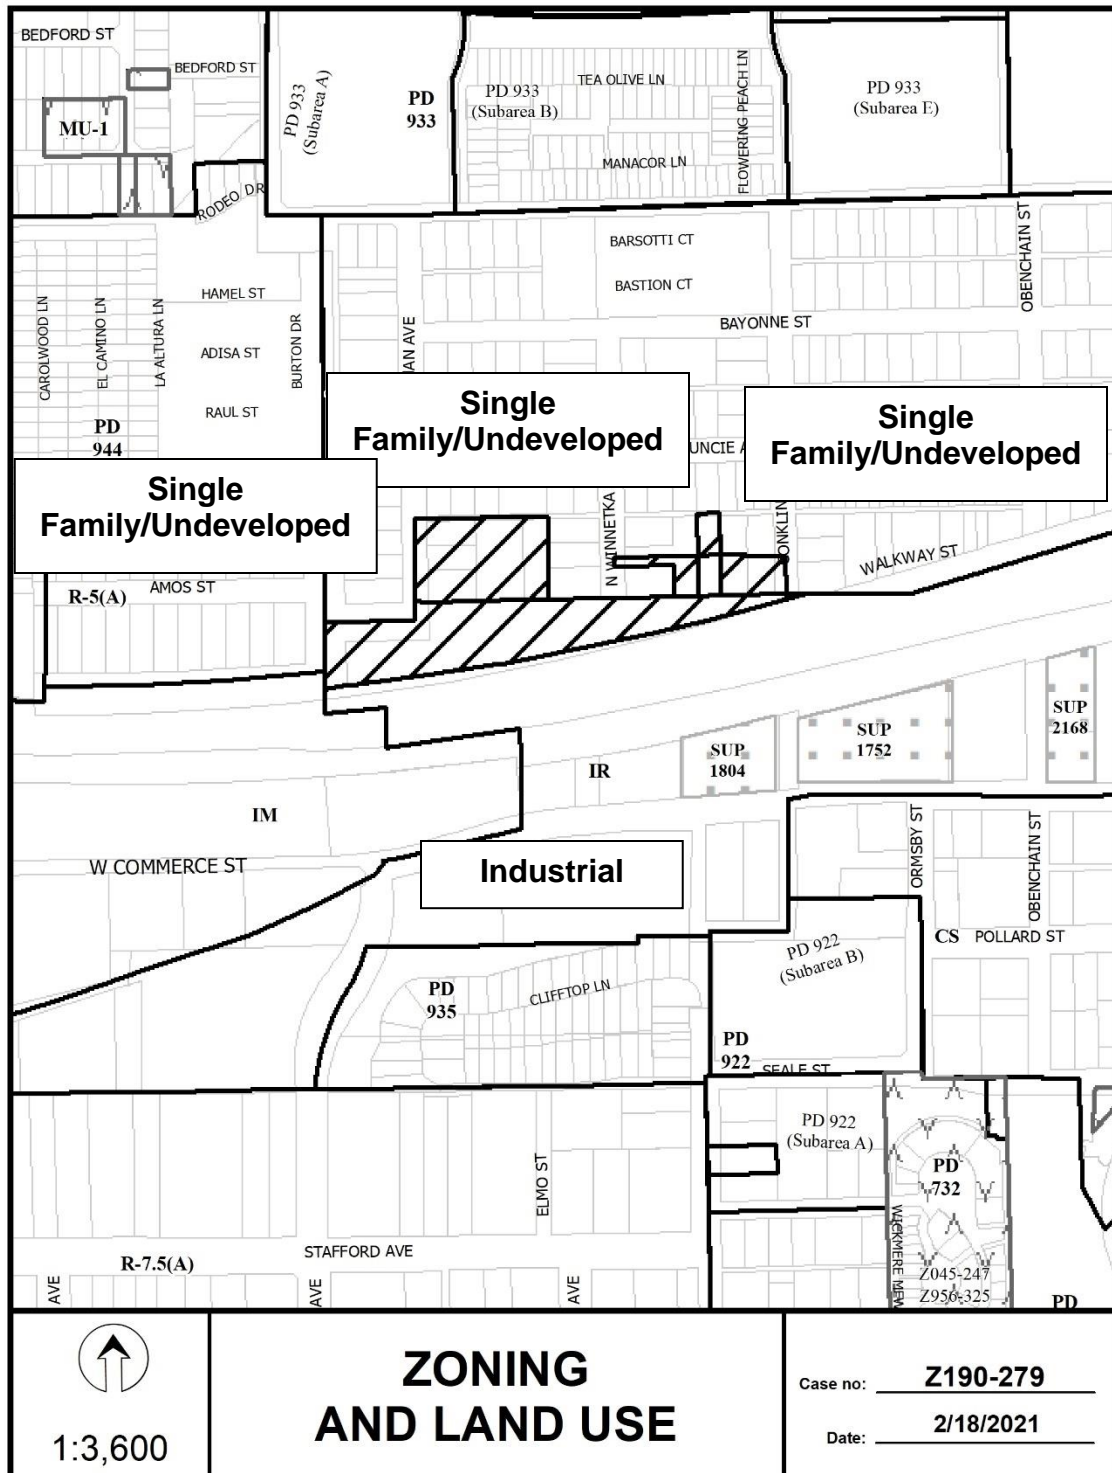 BEDFORD ST
BEDFORD ST
MU-1
RODEO DR
PD 933
(Subarea A)
PD
933
PD 933
(Subarea B)
TEA OLIVE LN
MANACOR LN
FLOWERING PEACH LN
PD 933
(Subarea E)
CAROLWOOD LN
EL CAMINO LN
LA ALTURA LN
HAMEL ST
ADISA ST
RAUL ST
BURTON DR
PD
944
BARSOTTI CT
BASTION CT
BAYONNE ST
OBENCHAIN ST
Single
Family/Undeveloped
Single
Family/Undeveloped
Single
Family/Undeveloped
N WINNETKA
WALKWAY ST
R-5(A)
AMOS ST
SUP
1804
SUP
1752
SUP
2168
IR
IM
W COMMERCE ST
Industrial
ORMSBY ST
OBENCHAIN ST
CS
POLLARD ST
PD 922
(Subarea B)
PD
935
CLIFFTOP LN
PD
922
SEALE ST
PD 922
(Subarea A)
PD
732
ELMO ST
STAFFORD AVE
R-7.5(A)
AVE
AVE
AVE
WICKMERE
Z045-247
Z956-325
PD
1:3,600
ZONING
AND LAND USE
Case no: Z190-279
Date: 2/18/2021